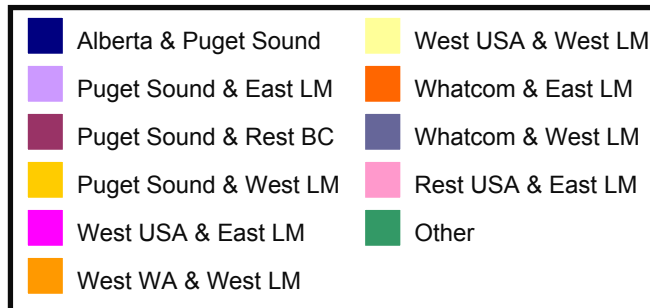 Alberta & Puget Sound
Puget Sound & East LM
Puget Sound & Rest BC
Puget Sound & West LM
West USA & East LM
West WA & West LM
West USA & West LM
Whatcom & East LM
Whatcom & West LM
Rest USA & East LM
Other